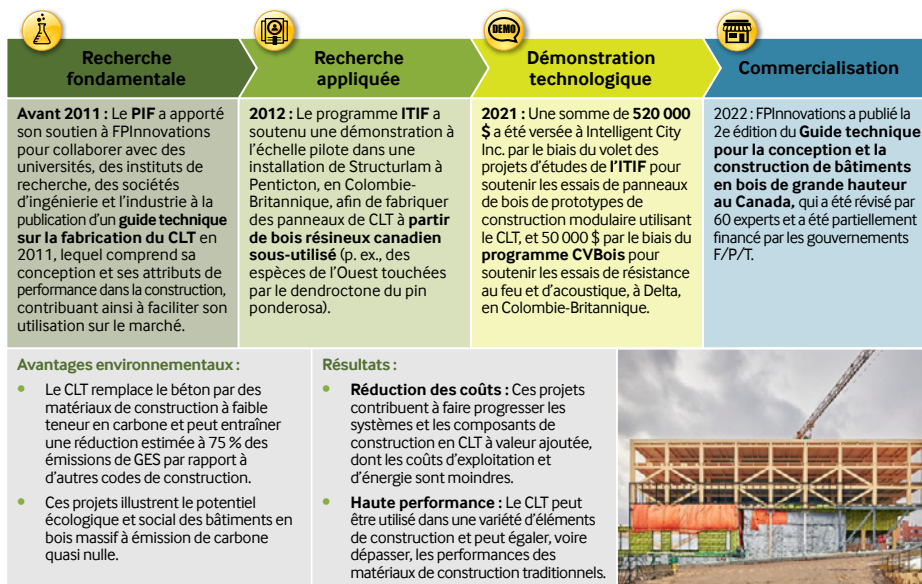 DEMO
Recherche
fondamentale
Recherche
appliquée
Démonstration
technologique
Commercialisation
Avant 2011 : Le PIF a apporté
son soutien à FPInnovations
pour collaborer avec des
universités, des instituts de
recherche, des sociétés
d'ingénierie et l'industrie à la
publication d'un guide technique
sur la fabrication du CLT en
2011, lequel comprend sa
conception et ses attributs de
performance dans la construction,
contribuant ainsi à faciliter son
utilisation sur le marché.
2012 : Le programme ITIF a
soutenu une démonstration à
l'échelle pilote dans une
installation de Structurlam à
Penticton, en Colombie-
Britannique, afin de fabriquer
des panneaux de CLT à partir
de bois résineux canadien
sous-utilisé (p. ex., des
espèces de l'Ouest touchées
par le dendroctone du pin
ponderosa).
2021 : Une somme de 520 000
$ a été versée à Intelligent City
Inc. par le biais du volet des
projets d'études de l'ITIF pour
soutenir les essais de panneaux
de bois de prototypes de
construction modulaire utilisant
le CLT, et 50 000 $ par le biais du
programme CVBois pour
soutenir les essais de résistance
au feu et d'acoustique, à Delta,
en Colombie-Britannique.
2022 : FPInnovations a publié la
2e édition du Guide technique
pour la conception et la
construction de bâtiments
en bois de grande hauteur
au Canada, qui a été révisé par
60 experts et a été partiellement
financé par les gouvernements
F/P/T.
Avantages environnementaux :
• Le CLT remplace le béton par des
matériaux de construction à faible
teneur en carbone et peut entraîner
une réduction estimée à 75 % des
émissions de GES par rapport à
d'autres codes de construction.
• Ces projets illustrent le potentiel
écologique et social des bâtiments en
bois massif à émission de carbone
quasi nulle.
Résultats :
• Réduction des coûts : Ces projets
contribuent à faire progresser les
systèmes et les composants de
construction en CLT à valeur ajoutée,
dont les coûts d'exploitation et
d'énergie sont moindres.
• Haute performance : Le CLT peut
être utilisé dans une variété d'éléments
de construction et peut égaler, voire
dépasser, les performances des
matériaux de construction traditionnels.